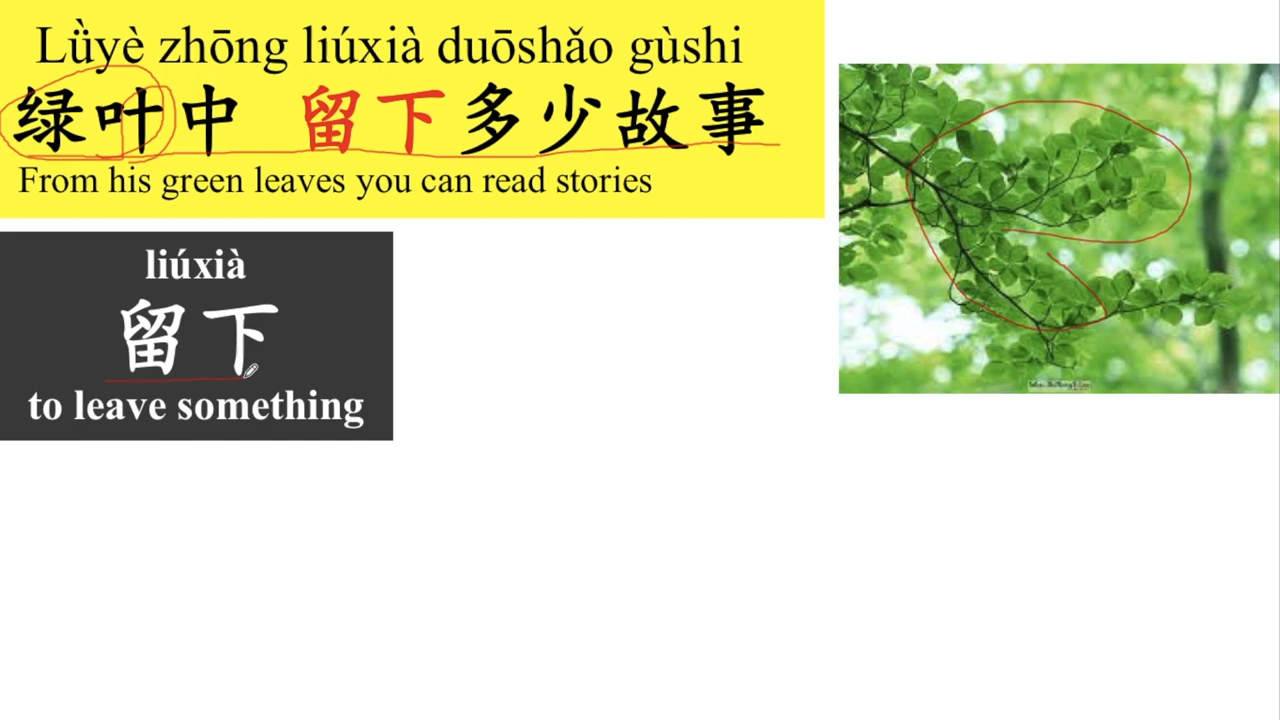 Lǜyè zhōng liúxià duōshǎo gùshi
绿叶中 留下多少故事
From his green leaves you can read stories
liúxià
留下
to leave something